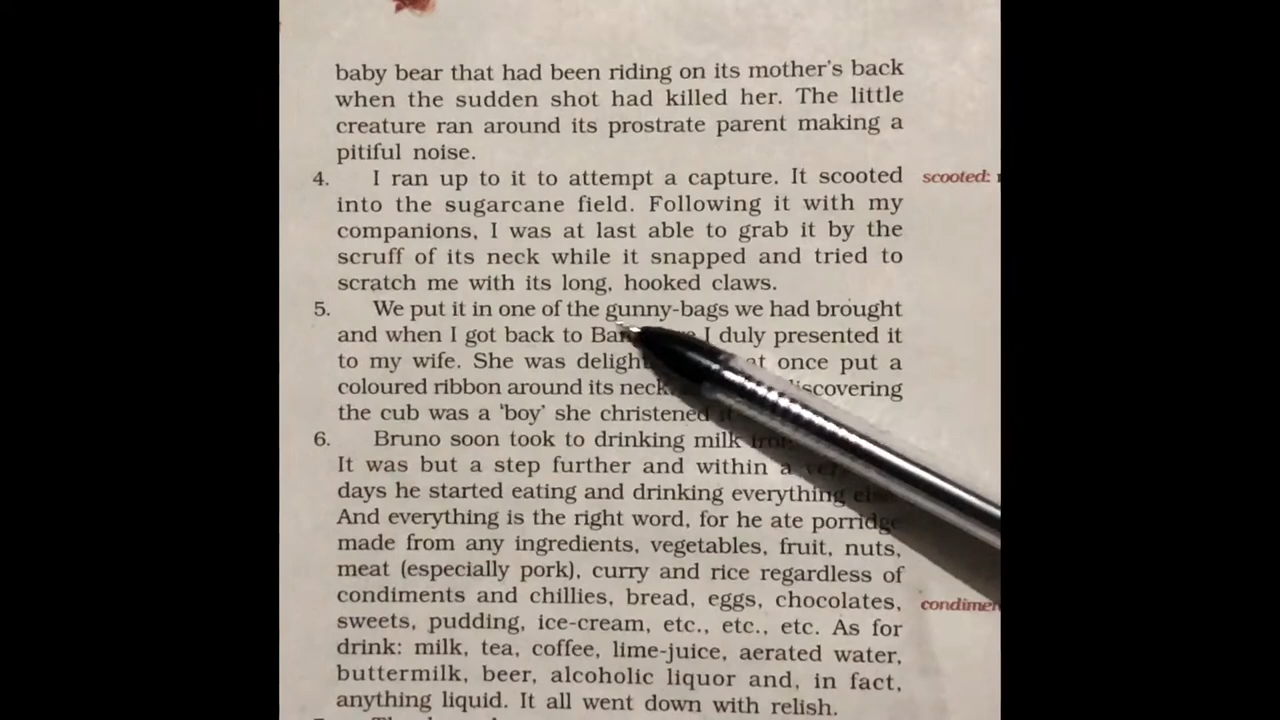 baby bear that had been riding on its mother's back
when the sudden shot had killed her. The little
creature ran around its prostrate parent making a
pitiful noise.
4. I ran up to it to attempt a capture. It scooted
scooted:
into the sugarcane field. Following it with my
companions, I was at last able to grab it by the
scruff of its neck while it snapped and tried to
scratch me with its long, hooked claws.
5. We put it in one of the gunny-bags we had brought
and when I got back to I duly presented it
to my wife. She was at once put a
coloured ribbon around its neck discovering
the cub was a 'boy' she christened
6. Bruno soon took to drinking milk from
It was but a step further and within a
days he started eating and drinking everything
And everything is the right word, for he ate porridge
made from any ingredients, vegetables, fruit, nuts,
meat (especially pork), curry and rice regardless of
condiments and chillies, bread, eggs, chocolates,
sweets, pudding, ice-cream, etc., etc., etc. As for
drink: milk, tea, coffee, lime-juice, aerated water,
buttermilk, beer, alcoholic liquor and, in fact,
anything liquid. It all went down with relish.